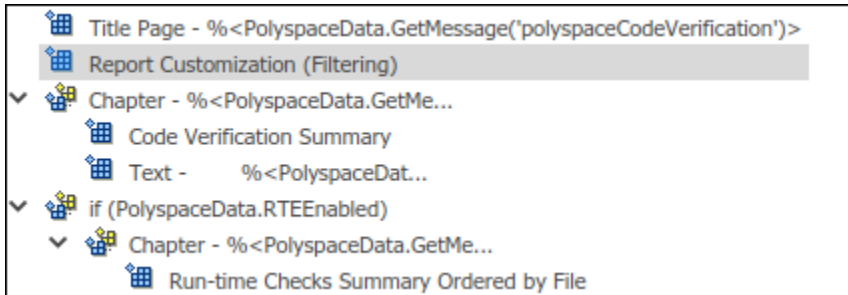 Title Page - %<PolyspaceData.GetMessage('polyspaceCodeVerification')>
Report Customization (Filtering)
Chapter - %<PolyspaceData.GetMe...
Code Verification Summary
Text - %<PolyspaceDat...
if (PolyspaceData.RTEEnabled)
Chapter - %<PolyspaceData.GetMe...
Run-time Checks Summary Ordered by File